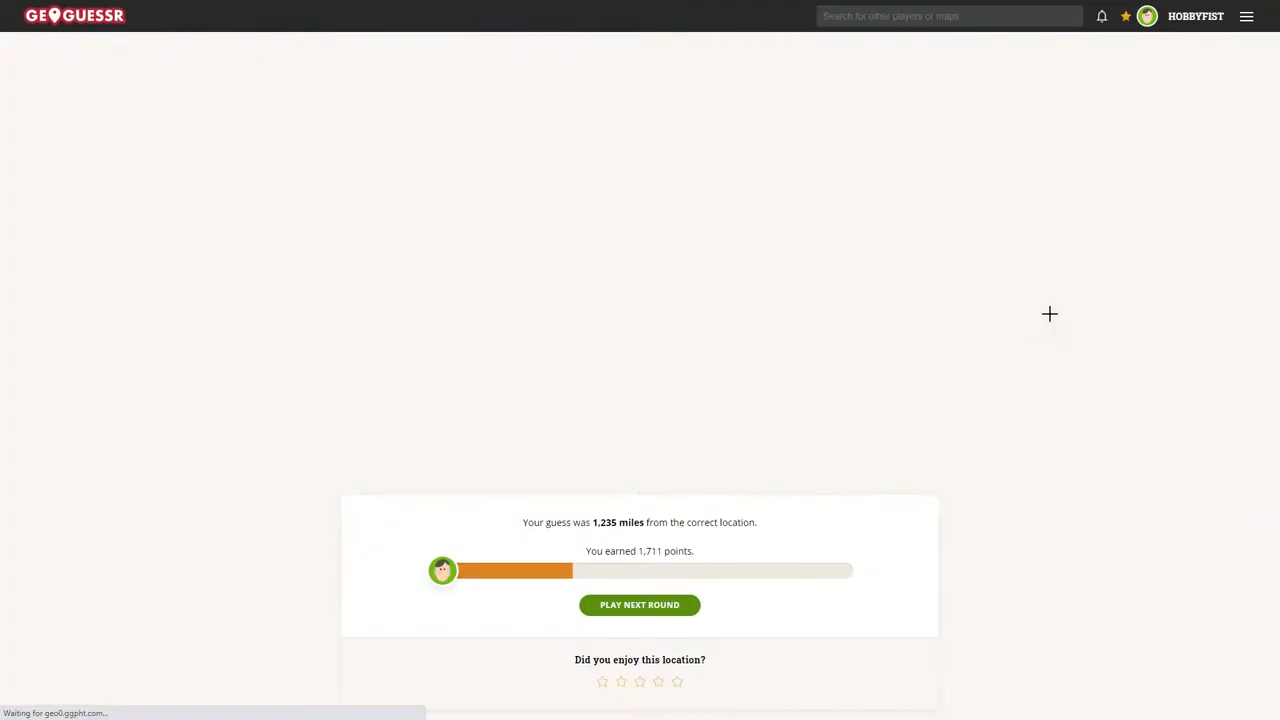 GEOGUESSR
Search for other players or maps
HOBBYFIST
Your guess was 1,235 miles from the correct location.
You earned 1,711 points.
PLAY NEXT ROUND
Did you enjoy this location?
Waiting for geo0.ggpht.com...